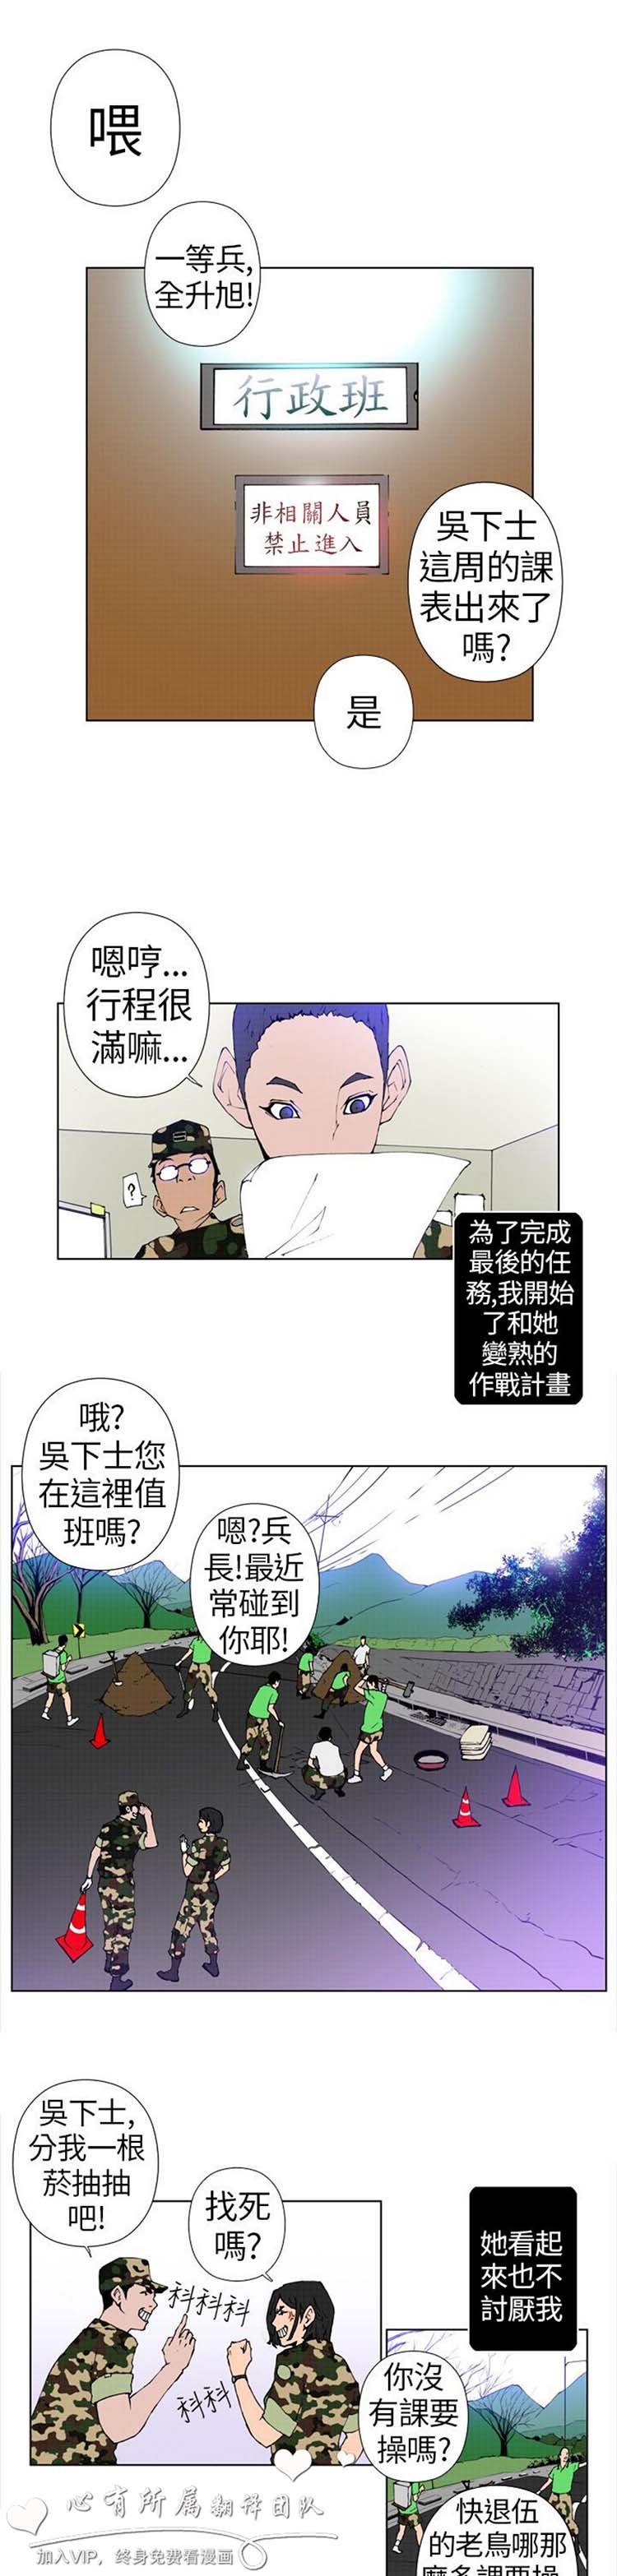 喂
一等兵,
全升旭!
行政班
非相關人員
禁止進入
吳下士
這周的課
表出來了
嗎?
是
嗯哼...
行程很
滿嘛...
?
為了完成
最後的任
務,我開始
了和她
變熟的
作戰計畫
哦?
吳下士您
在這裡值
班嗎?
嗯?兵
長!最近
常碰到
你耶!
吳下士,
分我一根
菸抽抽
吧!
找死
嗎?
科科科
科科
她看起
來也不
討厭我
你沒
有課要
操嗎?
快退伍
的老鳥哪那
麼多課要操
心有所属翻译团队
加入VIP，终身免费看漫画